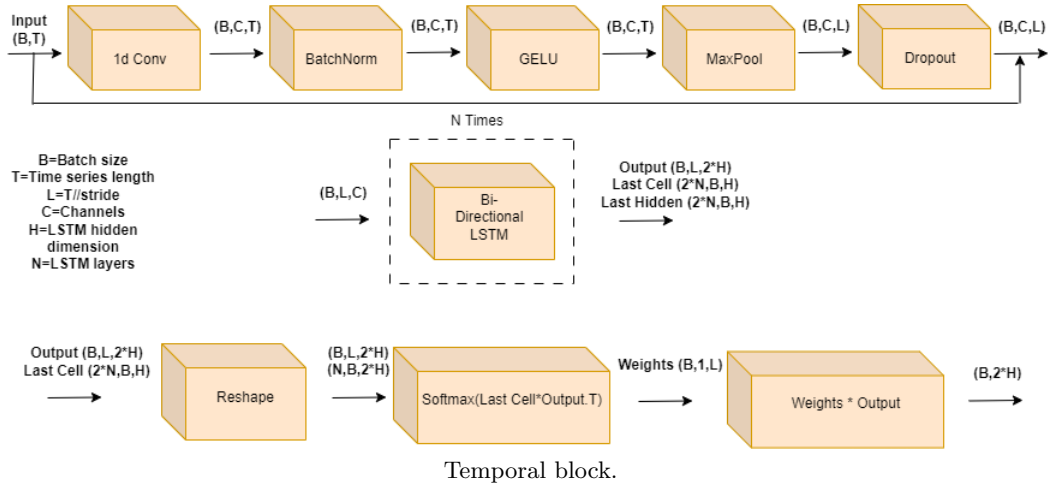 Input
(B,T)
(B,C,T)
(B,C,T)
(B,C,T)
(B,C,L)
(B,C,L)
1d Conv
BatchNorm
GELU
MaxPool
Dropout
N Times
B=Batch size
T=Time series length
L=T//stride
C=Channels
H=LSTM hidden
dimension
N=LSTM layers
(B,L,C)
Bi-
Directional
LSTM
Output (B,L,2*H)
Last Cell (2*N,B,H)
Last Hidden (2*N,B,H)
Output (B,L,2*H)
Last Cell (2*N,B,H)
Reshape
(B,L,2*H)
(N,B,2*H)
Softmax(Last Cell*Output.T)
Weights (B,1,L)
Weights * Output
(B,2*H)
Temporal block.